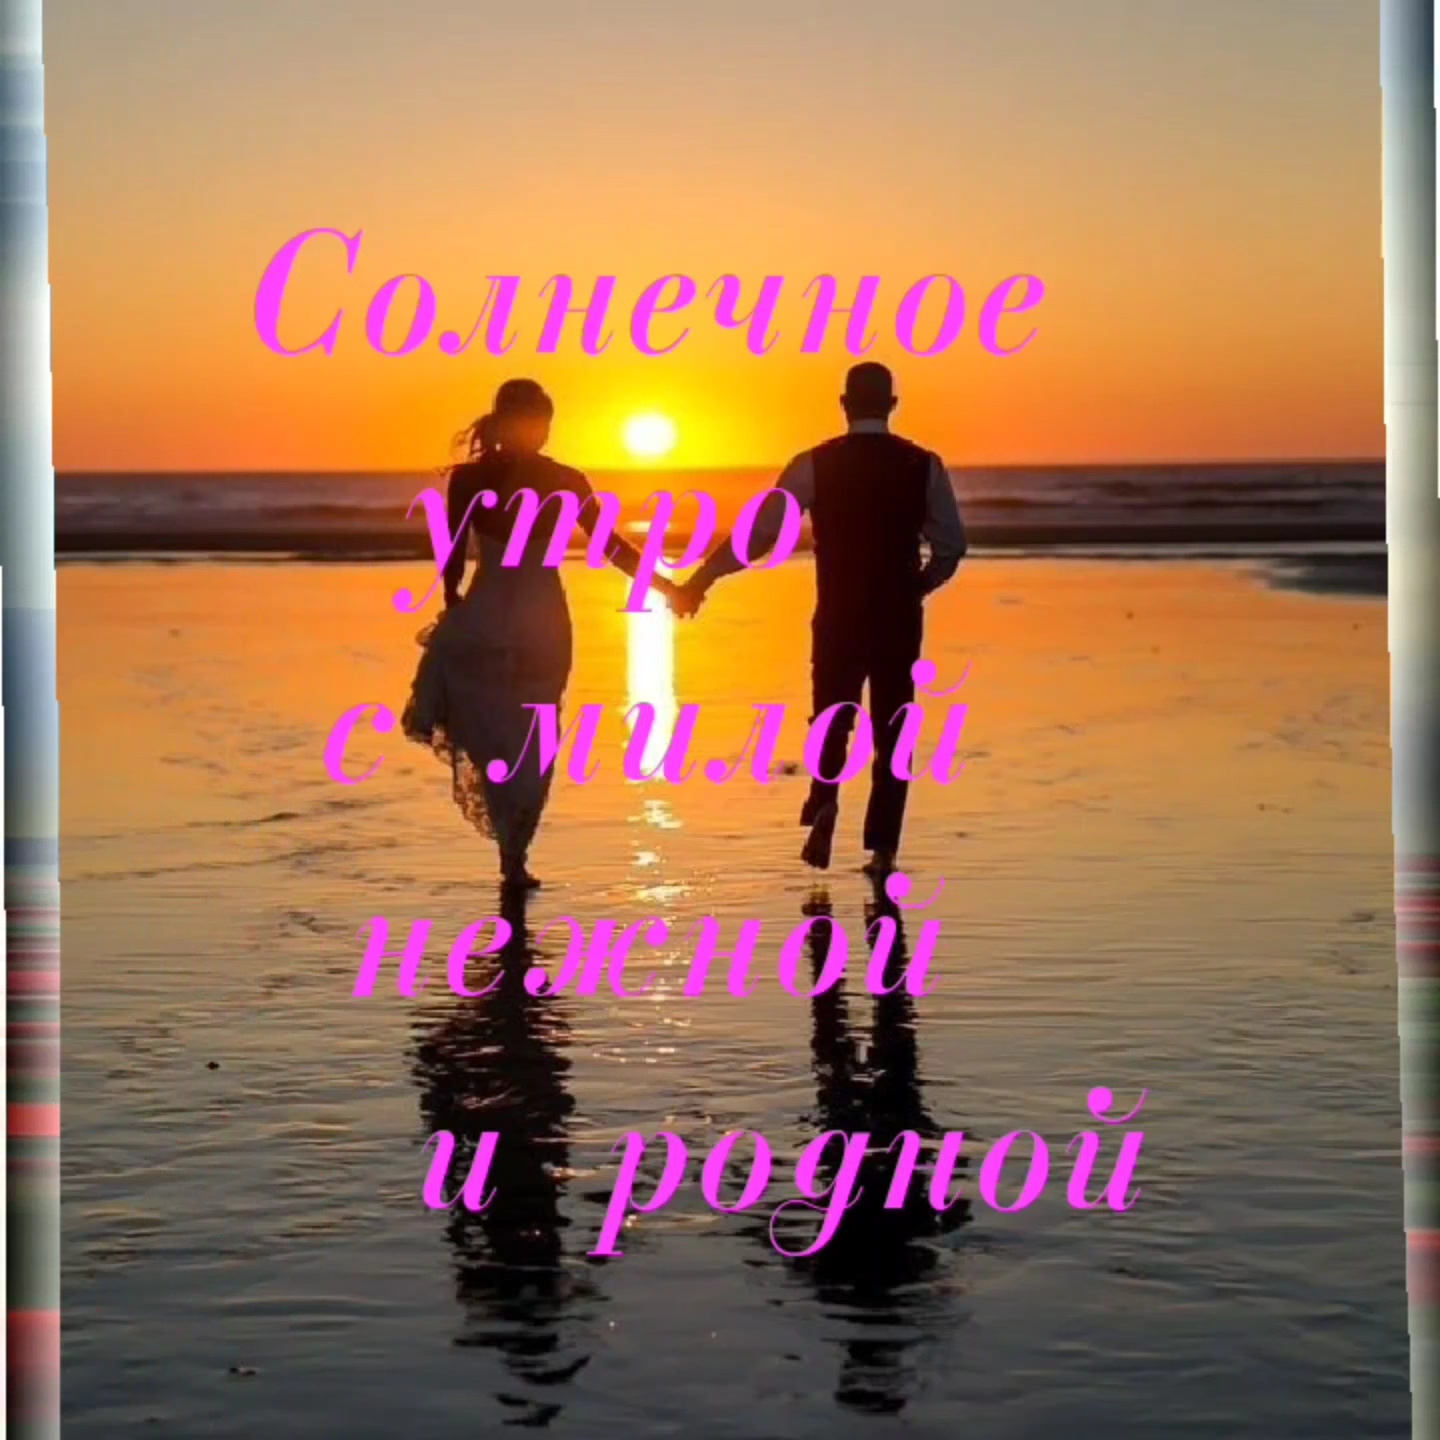 Солнечное
утро
с милой
нежной
и родной